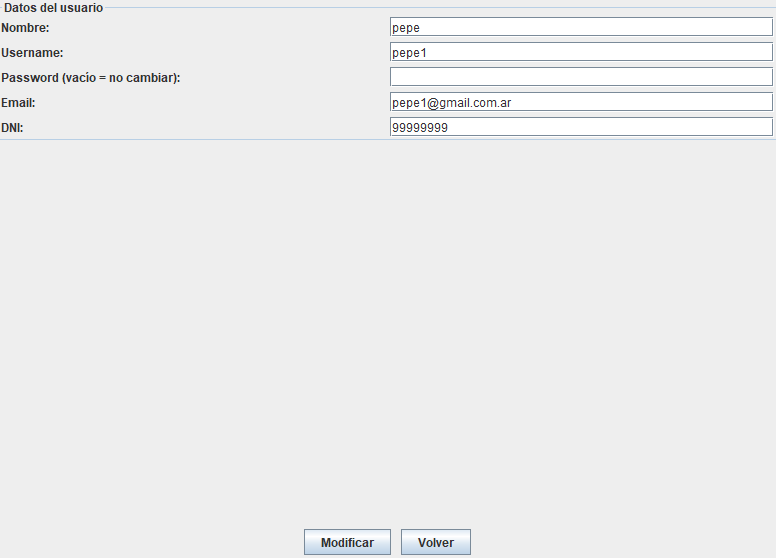 Datos del usuario
Nombre: pepe
Username: pepe1
Password (vacío = no cambiar):
Email: pepe1@gmail.com.ar
DNI: 99999999
Modificar Volver